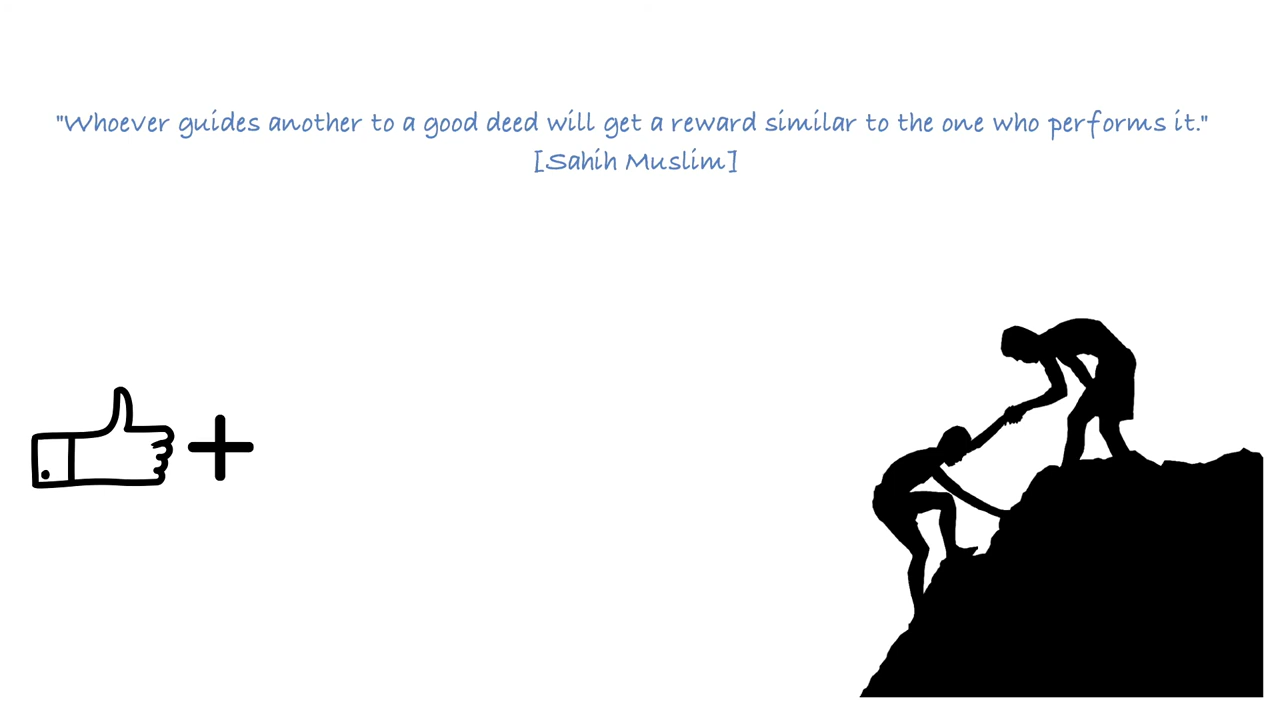 "Whoever guides another to a good deed will get a reward similar to the one who performs it."
[Sahih Muslim]